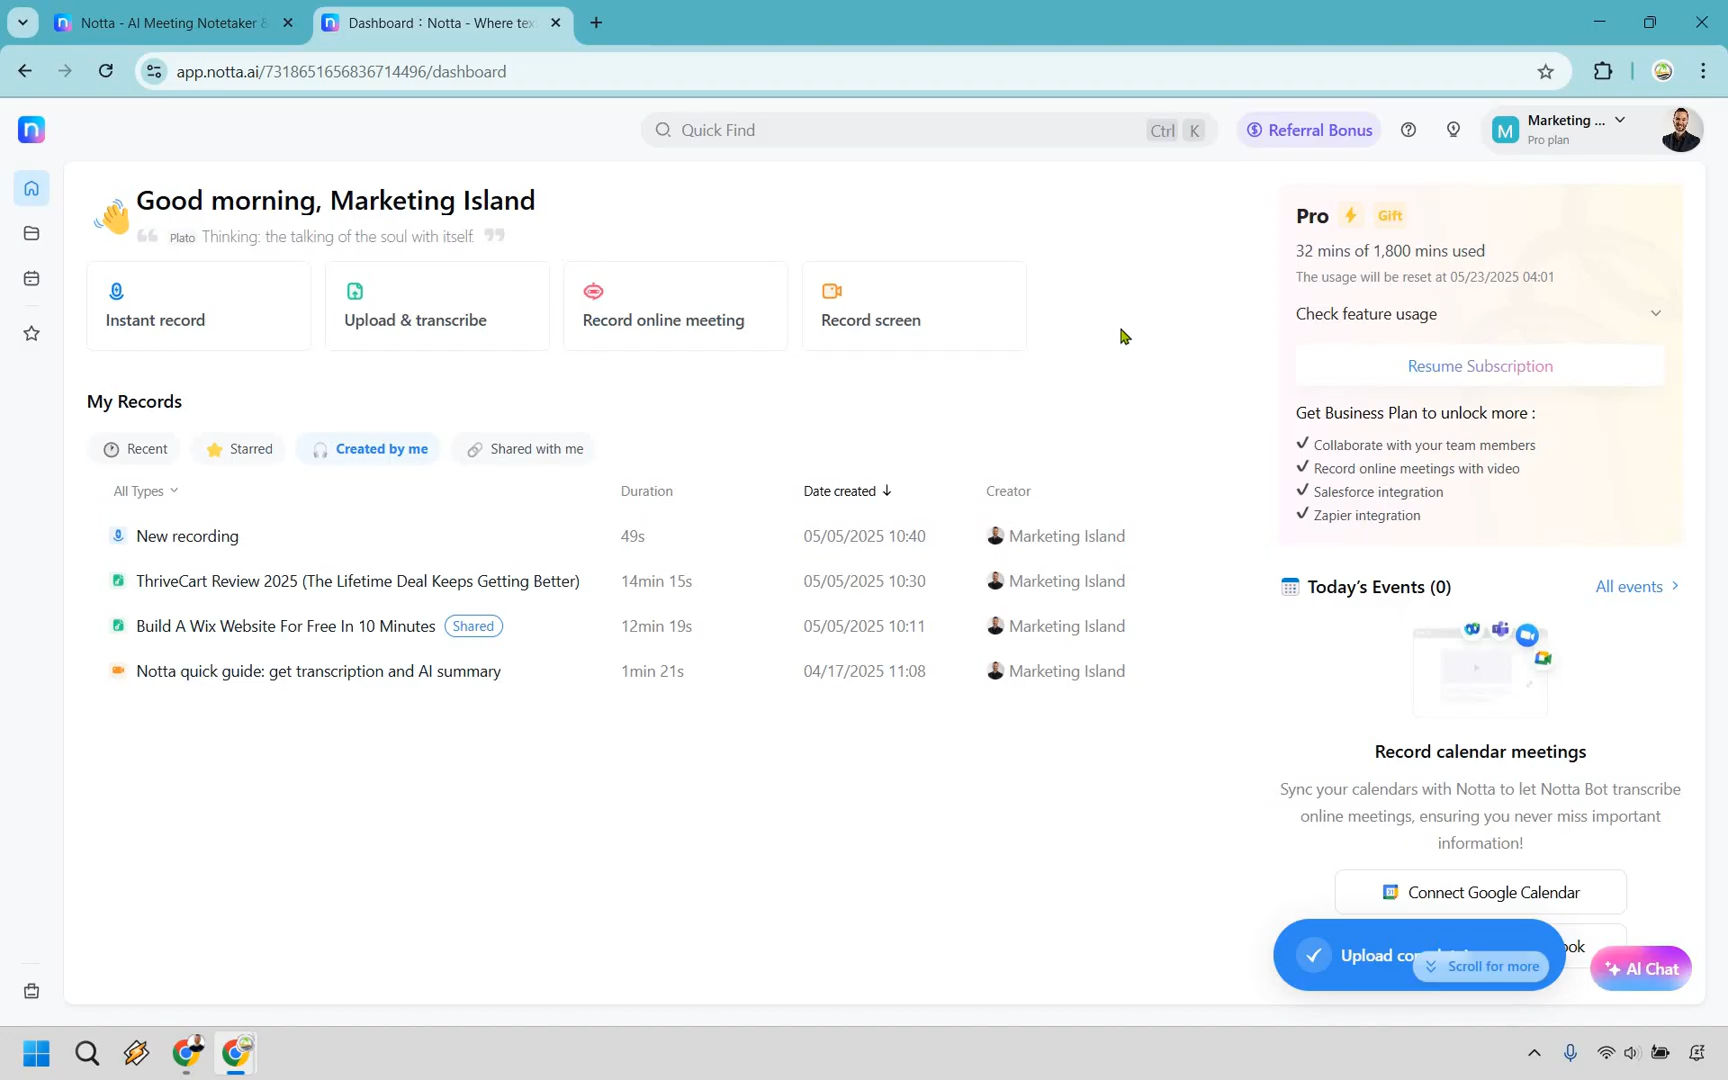 Notta - AI Meeting Notetaker &
Dashboard : Notta - Where tex
app.notta.ai/7318651656836714496/dashboard
Quick Find
Ctrl K
Referral Bonus
M
Marketing ...
Pro plan
Good morning, Marketing Island
Plato Thinking: the talking of the soul with itself.
Instant record
Upload & transcribe
Record online meeting
Record screen
My Records
Recent
Starred
Created by me
Shared with me
All Types
Duration
Date created
Creator
New recording
49s
05/05/2025 10:40
Marketing Island
ThriveCart Review 2025 (The Lifetime Deal Keeps Getting Better)
14min 15s
05/05/2025 10:30
Marketing Island
Build A Wix Website For Free In 10 Minutes Shared
12min 19s
05/05/2025 10:11
Marketing Island
Notta quick guide: get transcription and AI summary
1min 21s
04/17/2025 11:08
Marketing Island
Pro Gift
32 mins of 1,800 mins used
The usage will be reset at 05/23/2025 04:01
Check feature usage
Resume Subscription
Get Business Plan to unlock more :
Collaborate with your team members
Record online meetings with video
Salesforce integration
Zapier integration
Today's Events (0)
All events
Record calendar meetings
Sync your calendars with Notta to let Notta Bot transcribe
online meetings, ensuring you never miss important
information!
Connect Google Calendar
Upload
Scroll for more
AI Chat